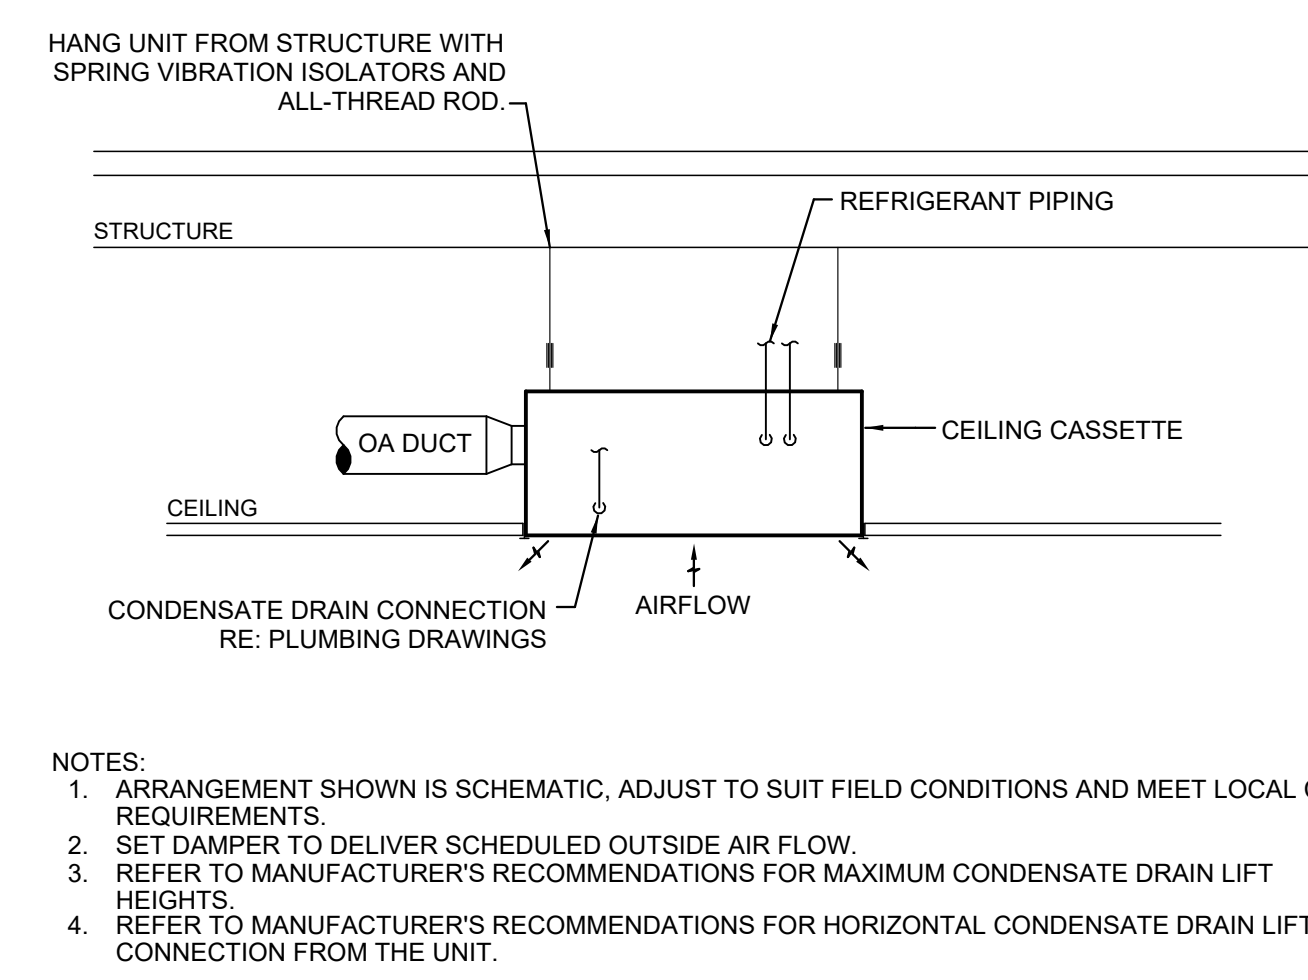 HANG UNIT FROM STRUCTURE WITH
SPRING VIBRATION ISOLATORS AND
ALL-THREAD ROD.
REFRIGERANT PIPING
STRUCTURE
CEILING CASSETTE
OA DUCT
CEILING
CONDENSATE DRAIN CONNECTION
RE: PLUMBING DRAWINGS
AIRFLOW
NOTES:
1. ARRANGEMENT SHOWN IS SCHEMATIC, ADJUST TO SUIT FIELD CONDITIONS AND MEET LOCAL
REQUIREMENTS.
2. SET DAMPER TO DELIVER SCHEDULED OUTSIDE AIR FLOW.
3. REFER TO MANUFACTURER'S RECOMMENDATIONS FOR MAXIMUM CONDENSATE DRAIN LIFT
HEIGHTS.
4. REFER TO MANUFACTURER'S RECOMMENDATIONS FOR HORIZONTAL CONDENSATE DRAIN LIFT
CONNECTION FROM THE UNIT.